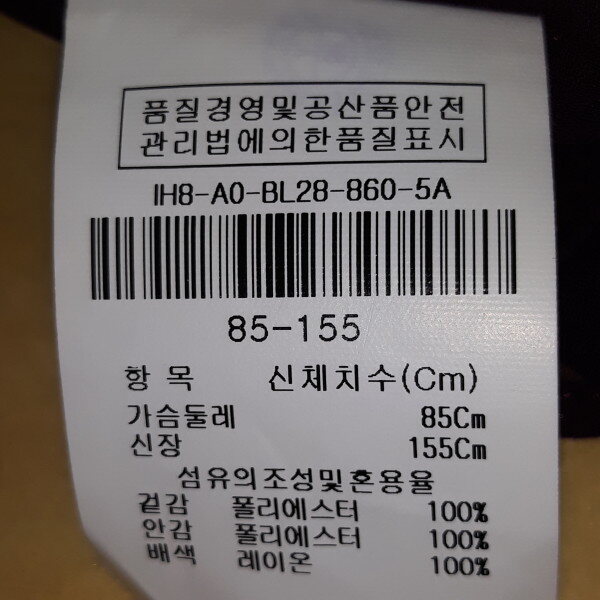 품질경영및공산품안전
관리법에의한품질표시
IH8-A0-BL28-860-5A
85-155
항 목 신체치수(Cm)
가슴둘레 85Cm
신장 155Cm
섬유의조성및혼용율
겉감 폴리에스터 100%
안감 폴리에스터 100%
배색 레이온 100%